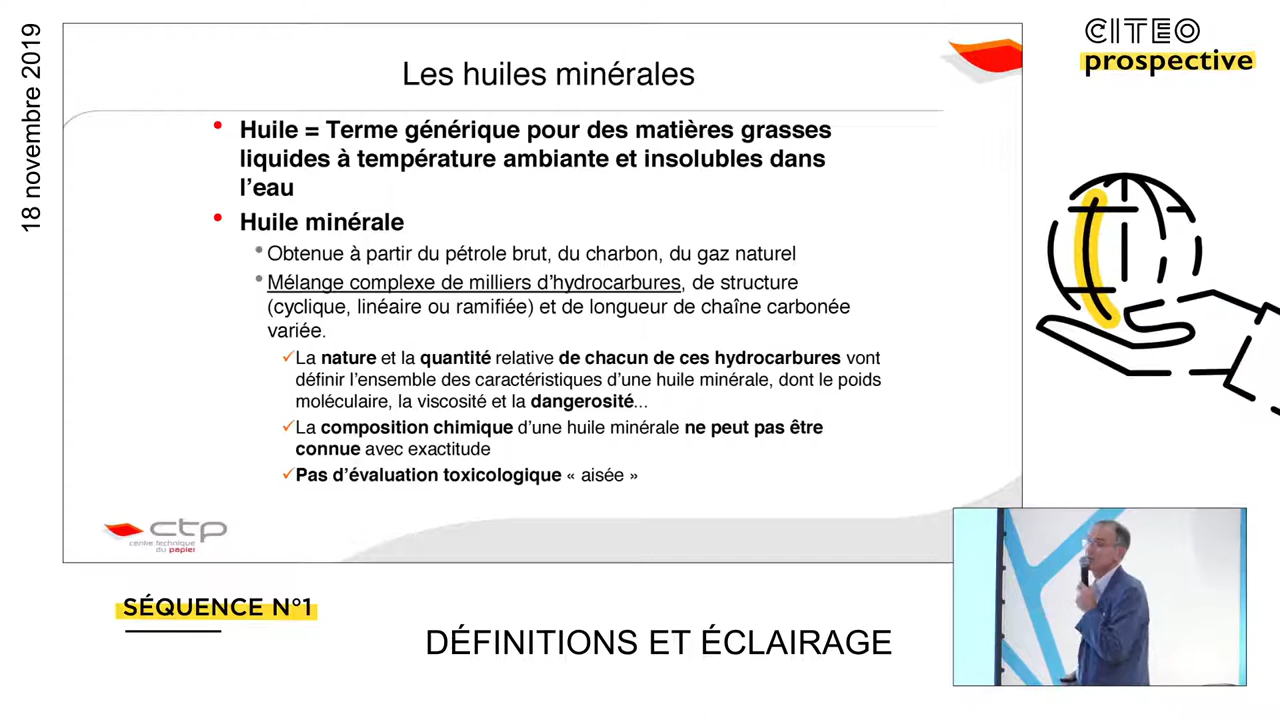 18 novembre 2019
CITEO
prospective
Les huiles minérales
• Huile = Terme générique pour des matières grasses
liquides à température ambiante et insolubles dans
l’eau
• Huile minérale
• Obtenue à partir du pétrole brut, du charbon, du gaz naturel
• Mélange complexe de milliers d’hydrocarbures, de structure
(cyclique, linéaire ou ramifiée) et de longueur de chaîne carbonée
variée.
✓La nature et la quantité relative de chacun de ces hydrocarbures vont
définir l’ensemble des caractéristiques d’une huile minérale, dont le poids
moléculaire, la viscosité et la dangerosité...
✓La composition chimique d’une huile minérale ne peut pas être
connue avec exactitude
✓Pas d’évaluation toxicologique « aisée »
ctp
centre technique
du papier
SÉQUENCE N°1
DÉFINITIONS ET ÉCLAIRAGE